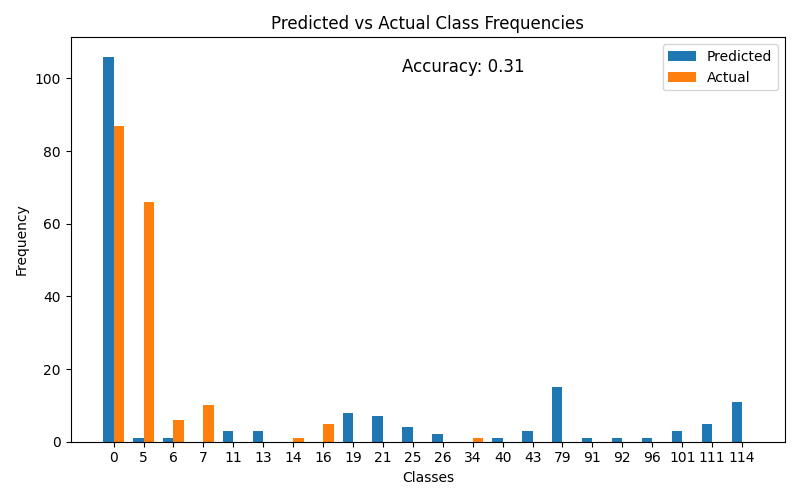 Predicted vs Actual Class Frequencies
Accuracy: 0.31
Predicted
Actual
Frequency
100
80
60
40
20
0
0 5 6 7 11 13 14 16 19 21 25 26 34 40 43 79 91 92 96 101 111 114
Classes